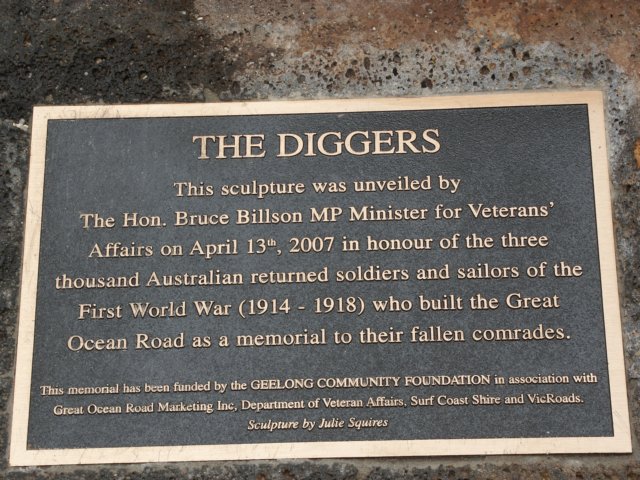 THE DIGGERS
This sculpture was unveiled by
The Hon. Bruce Billson MP Minister for Veterans'
Affairs on April 13th, 2007 in honour of the three
thousand Australian returned soldiers and sailors of the
First World War (1914 - 1918) who built the Great
Ocean Road as a memorial to their fallen comrades.
This memorial has been funded by the GEELONG COMMUNITY FOUNDATION in association with
Great Ocean Road Marketing Inc, Department of Veteran Affairs, Surf Coast Shire and VicRoads.
Sculpture by Julie Squires